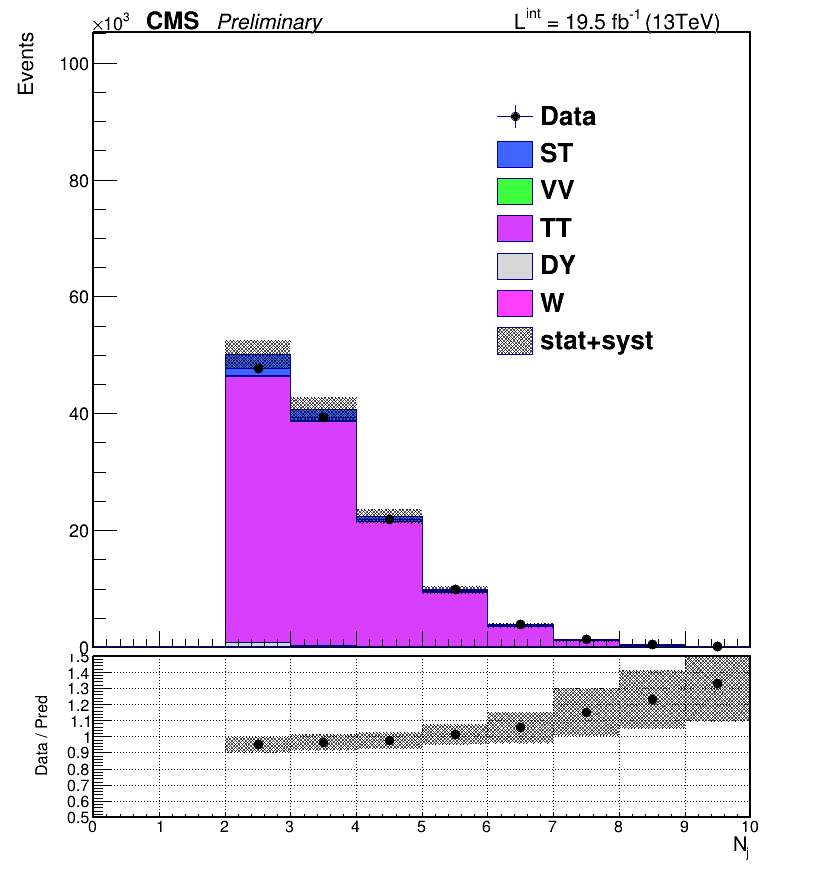 ×10³ CMS Preliminary L^int = 19.5 fb⁻¹ (13TeV)
Events
100
80
60
40
20
0
Data
ST
VV
TT
DY
W
stat+syst
Data / Pred
1.5
1.4
1.3
1.2
1.1
1
0.9
0.8
0.7
0.6
0.5
0 1 2 3 4 5 6 7 8 9 10
N_j